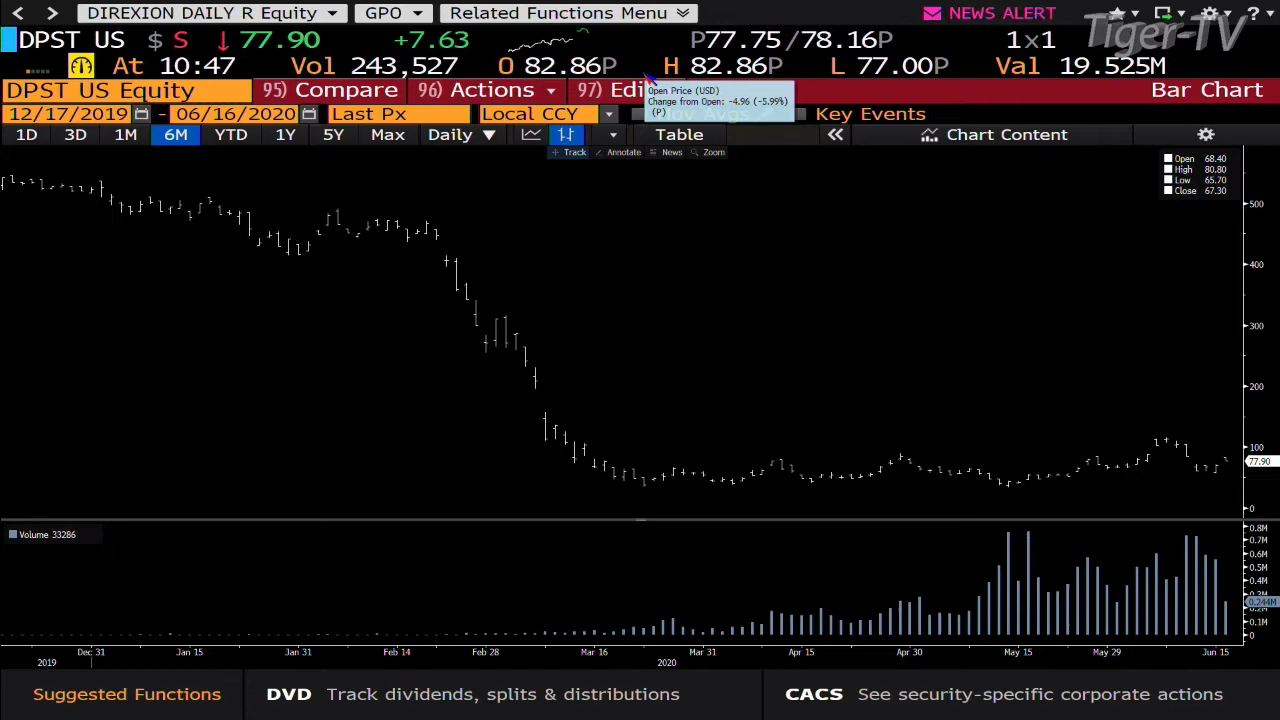 DIREXION DAILY R Equity GPO Related Functions Menu NEWS ALERT
Tiger-TV
DPST US $ S ↓ 77.90 +7.63 P77.75/78.16P 1x1
At 10:47 Vol 243,527 O 82.86P H 82.86P L 77.00P Val 19.525M
DPST US Equity 95) Compare 96) Actions 97) Edi Bar Chart
Open Price (USD)
Change from Open: -4.96 (-5.99%)
(P)
12/17/2019 - 06/16/2020 Last Px Local CCY Mov Avgs Key Events
1D 3D 1M 6M YTD 1Y 5Y Max Daily ▼ Table « Chart Content
+ Track Annotate News Zoom
Open 68.40
High 80.80
Low 65.70
Close 67.30
500
400
300
200
100
77.90
0
Volume 33286
0.8M
0.7M
0.6M
0.5M
0.4M
0.3M
0.244M
0.2M
0.1M
0
Dec 31 Jan 15 Jan 31 Feb 14 Feb 28 Mar 16 Mar 31 Apr 15 Apr 30 May 15 May 29 Jun 15
2019 2020
Suggested Functions DVD Track dividends, splits & distributions CACS See security-specific corporate actions